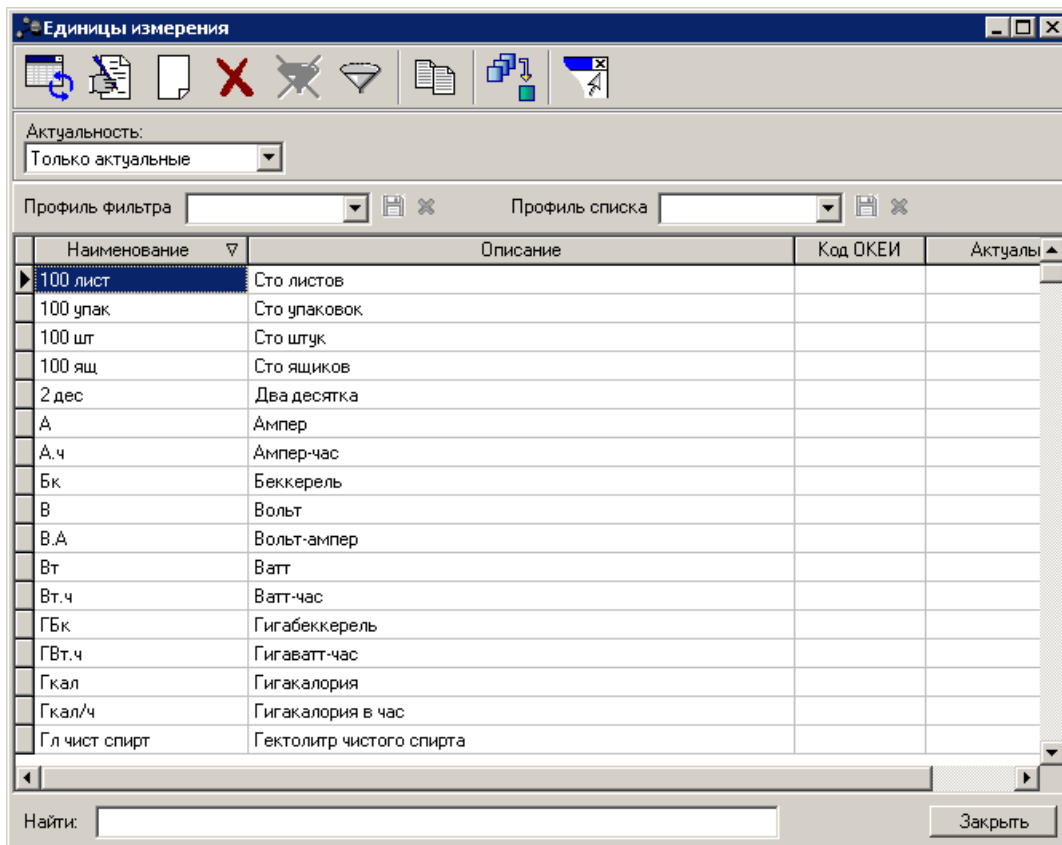 Единицы измерения
Актуальность:
Только актуальные
Профиль фильтра Профиль списка
Наименование Описание Код ОКЕИ Актуаль
100 лист Сто листов
100 упак Сто упаковок
100 шт Сто штук
100 ящ Сто ящиков
2 дес Два десятка
А Ампер
А.ч Ампер-час
Бк Беккерель
В Вольт
В.А Вольт-ампер
Вт Ватт
Вт.ч Ватт-час
ГБк Гигабеккерель
ГВт.ч Гигаватт-час
Гкал Гигакалория
Гкал/ч Гигакалория в час
Гл чист спирт Гектолитр чистого спирта
Найти: Закрыть